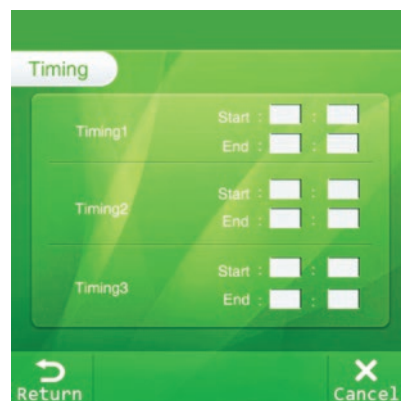 Timing
Timing1
Start : :
End : :
Timing2
Start : :
End : :
Timing3
Start : :
End : :
Return
Cancel